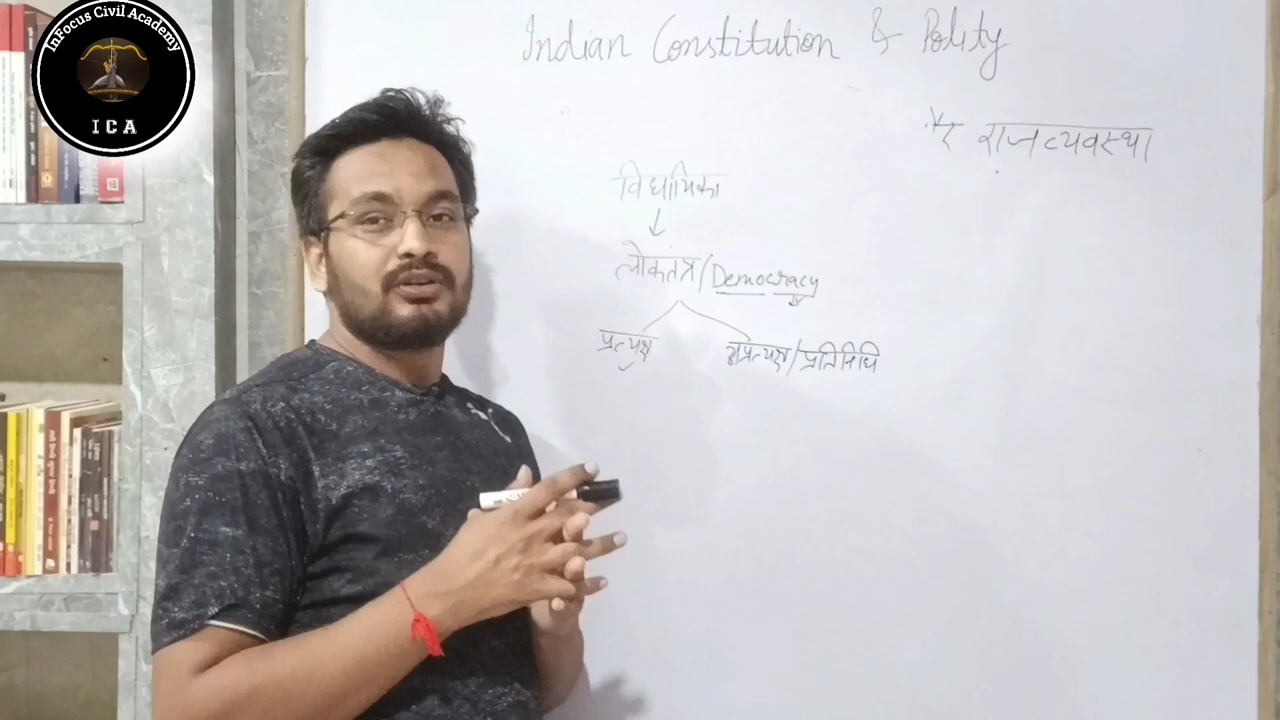 InFocus Civil Academy
ICA
Indian Constitution & Polity
* राजव्यवस्था
विधायिका
↓
लोकतंत्र/Democracy
प्रत्यक्ष अप्रत्यक्ष/प्रतिनिधि